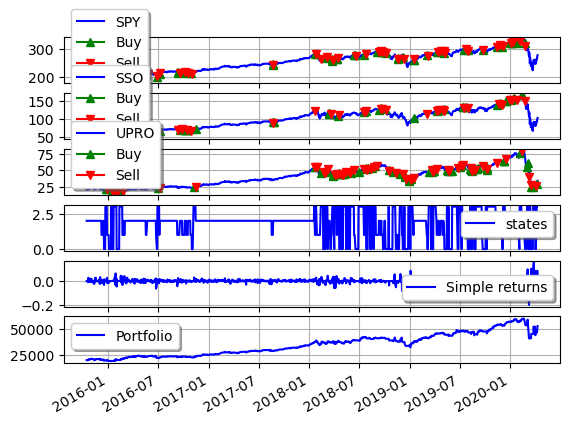 SPY
Buy
Sell
300
200
SSO
Buy
Sell
150
100
50
UPRO
Buy
Sell
75
50
25
states
2.5
0.0
Simple returns
0.0
−0.2
Portfolio
50000
25000
2016-01
2016-07
2017-01
2017-07
2018-01
2018-07
2019-01
2019-07
2020-01